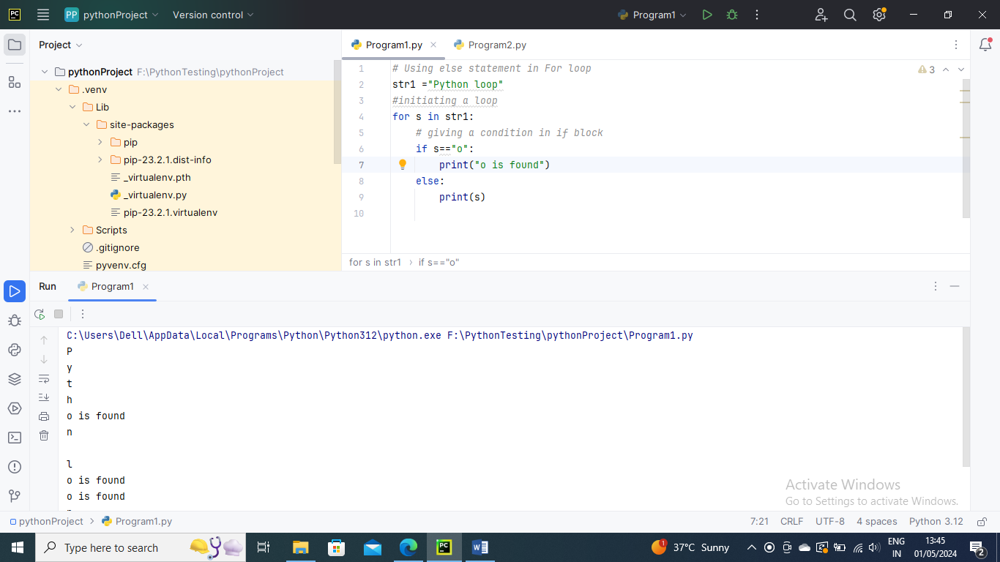 PC PP pythonProject Version control Program1
Project
pythonProject F:\PythonTesting\pythonProject
.venv
Lib
site-packages
pip
pip-23.2.1.dist-info
_virtualenv.pth
_virtualenv.py
pip-23.2.1.virtualenv
Scripts
.gitignore
pyvenv.cfg
Program1.py Program2.py
1 # Using else statement in For loop
2 str1 ="Python loop"
3 #initiating a loop
4 for s in str1:
5 # giving a condition in if block
6 if s=="o":
7 print("o is found")
8 else:
9 print(s)
10
3
for s in str1 › if s=="o"
Run Program1
C:\Users\Dell\AppData\Local\Programs\Python\Python312\python.exe F:\PythonTesting\pythonProject\Program1.py
P
y
t
h
o is found
n
l
o is found
o is found
Activate Windows
Go to Settings to activate Windows.
pythonProject > Program1.py 7:21 CRLF UTF-8 4 spaces Python 3.12
Type here to search PC W 1 37°C Sunny ENG IN 13:45 01/05/2024 2